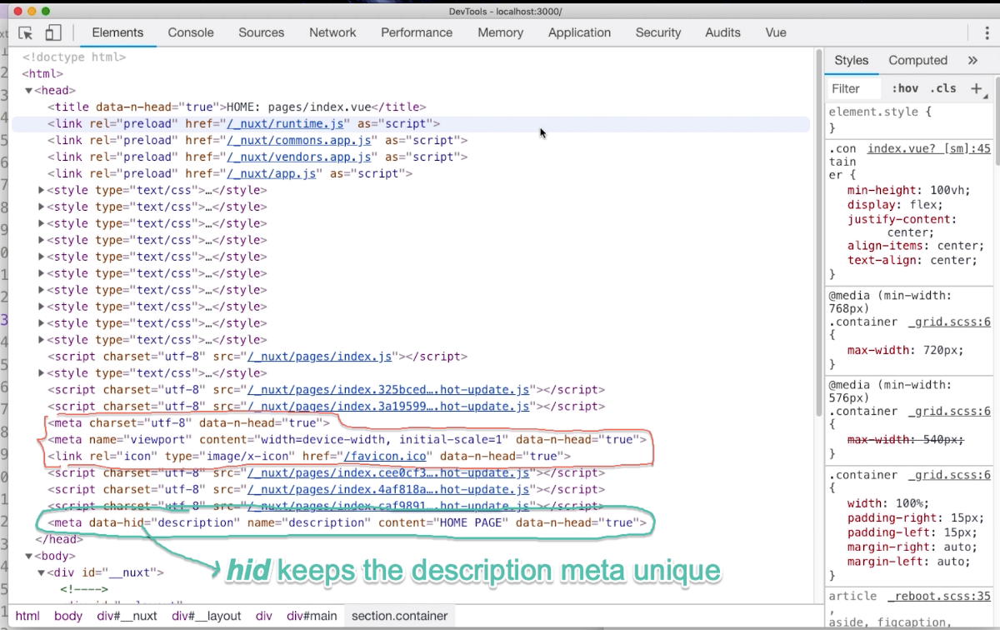 DevTools - localhost:3000/
Elements Console Sources Network Performance Memory Application Security Audits Vue
<!doctype html>
<html>
▼<head>
<title data-n-head="true">HOME: pages/index.vue</title>
<link rel="preload" href="/_nuxt/runtime.js" as="script">
<link rel="preload" href="/_nuxt/commons.app.js" as="script">
<link rel="preload" href="/_nuxt/vendors.app.js" as="script">
<link rel="preload" href="/_nuxt/app.js" as="script">
▶<style type="text/css">…</style>
▶<style type="text/css">…</style>
▶<style type="text/css">…</style>
▶<style type="text/css">…</style>
▶<style type="text/css">…</style>
▶<style type="text/css">…</style>
▶<style type="text/css">…</style>
▶<style type="text/css">…</style>
▶<style type="text/css">…</style>
▶<style type="text/css">…</style>
<script charset="utf-8" src="/_nuxt/pages/index.js"></script>
▶<style type="text/css">…</style>
<script charset="utf-8" src="/_nuxt/pages/index.325bced….hot-update.js"></script>
<script charset="utf-8" src="/_nuxt/pages/index.3a19599….hot-update.js"></script>
<meta charset="utf-8" data-n-head="true">
<meta name="viewport" content="width=device-width, initial-scale=1" data-n-head="true">
<link rel="icon" type="image/x-icon" href="/favicon.ico" data-n-head="true">
<script charset="utf-8" src="/_nuxt/pages/index.cee0cf3….hot-update.js"></script>
<script charset="utf-8" src="/_nuxt/pages/index.4af818a….hot-update.js"></script>
<script charset="utf-8" src="/_nuxt/pages/index.caf9891….hot-update.js"></script>
<meta data-hid="description" name="description" content="HOME PAGE" data-n-head="true">
</head>
▼<body>
▼<div id="__nuxt">
<!---->
hid keeps the description meta unique
html body div#__nuxt div#__layout div div#main section.container
Styles Computed »
Filter :hov .cls +
element.style {
}
.con index.vue? [sm]:45
tain
er {
min-height: 100vh;
display: flex;
justify-content:
center;
align-items: center;
text-align: center;
}
@media (min-width:
768px)
.container _grid.scss:6
{
max-width: 720px;
}
@media (min-width:
576px)
.container _grid.scss:6
{
max-width: 540px;
}
.container _grid.scss:6
{
width: 100%;
padding-right: 15px;
padding-left: 15px;
margin-right: auto;
margin-left: auto;
}
article _reboot.scss:35
,
aside, figcaption,